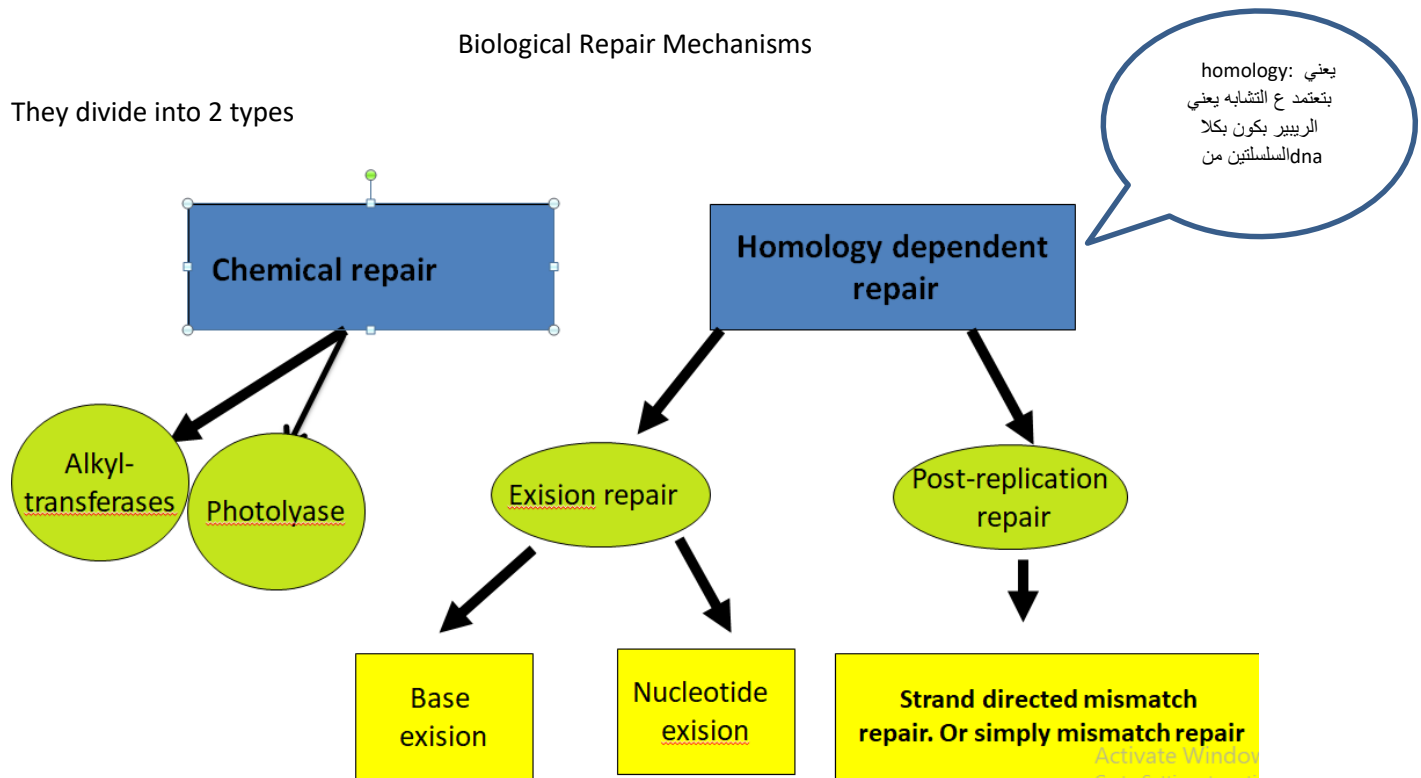 Biological Repair Mechanisms
They divide into 2 types
يعني :homology
بتعتمد ع التشابه يعني
الريبير بكون بكلا
السلسلتين من dna
Chemical repair
Homology dependent
repair
Alkyl-
transferases
Photolyase
Exision repair
Post-replication
repair
Base
exision
Nucleotide
exision
Strand directed mismatch
repair. Or simply mismatch repair
Activate Window